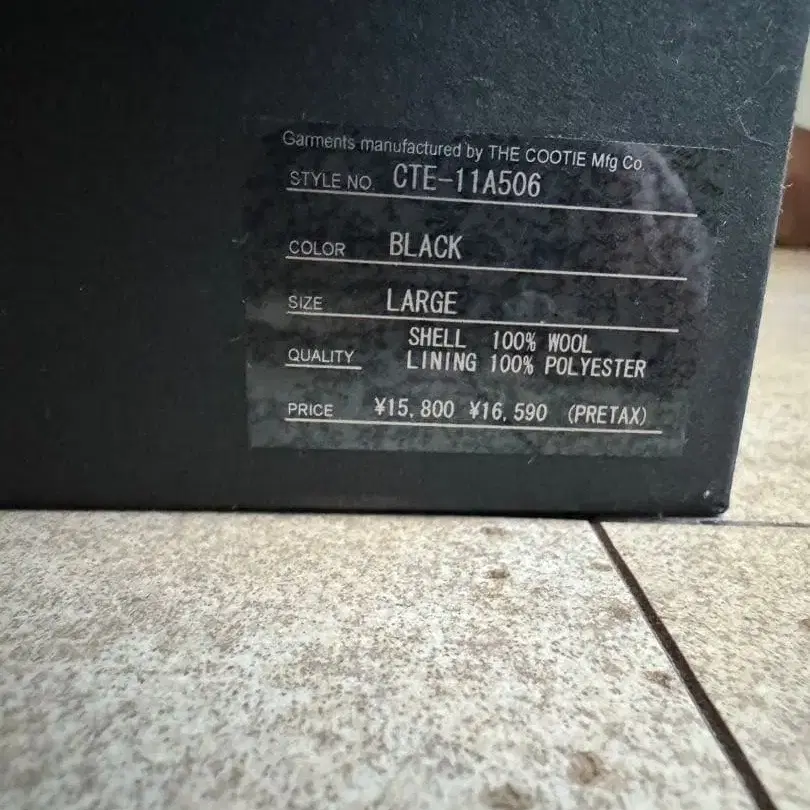 Garments manufactured by THE COOTIE Mfg Co.
STYLE NO. CTE-11A506
COLOR BLACK
SIZE LARGE
SHELL 100% WOOL
QUALITY LINING 100% POLYESTER
PRICE ¥15,800 ¥16,590 (PRETAX)